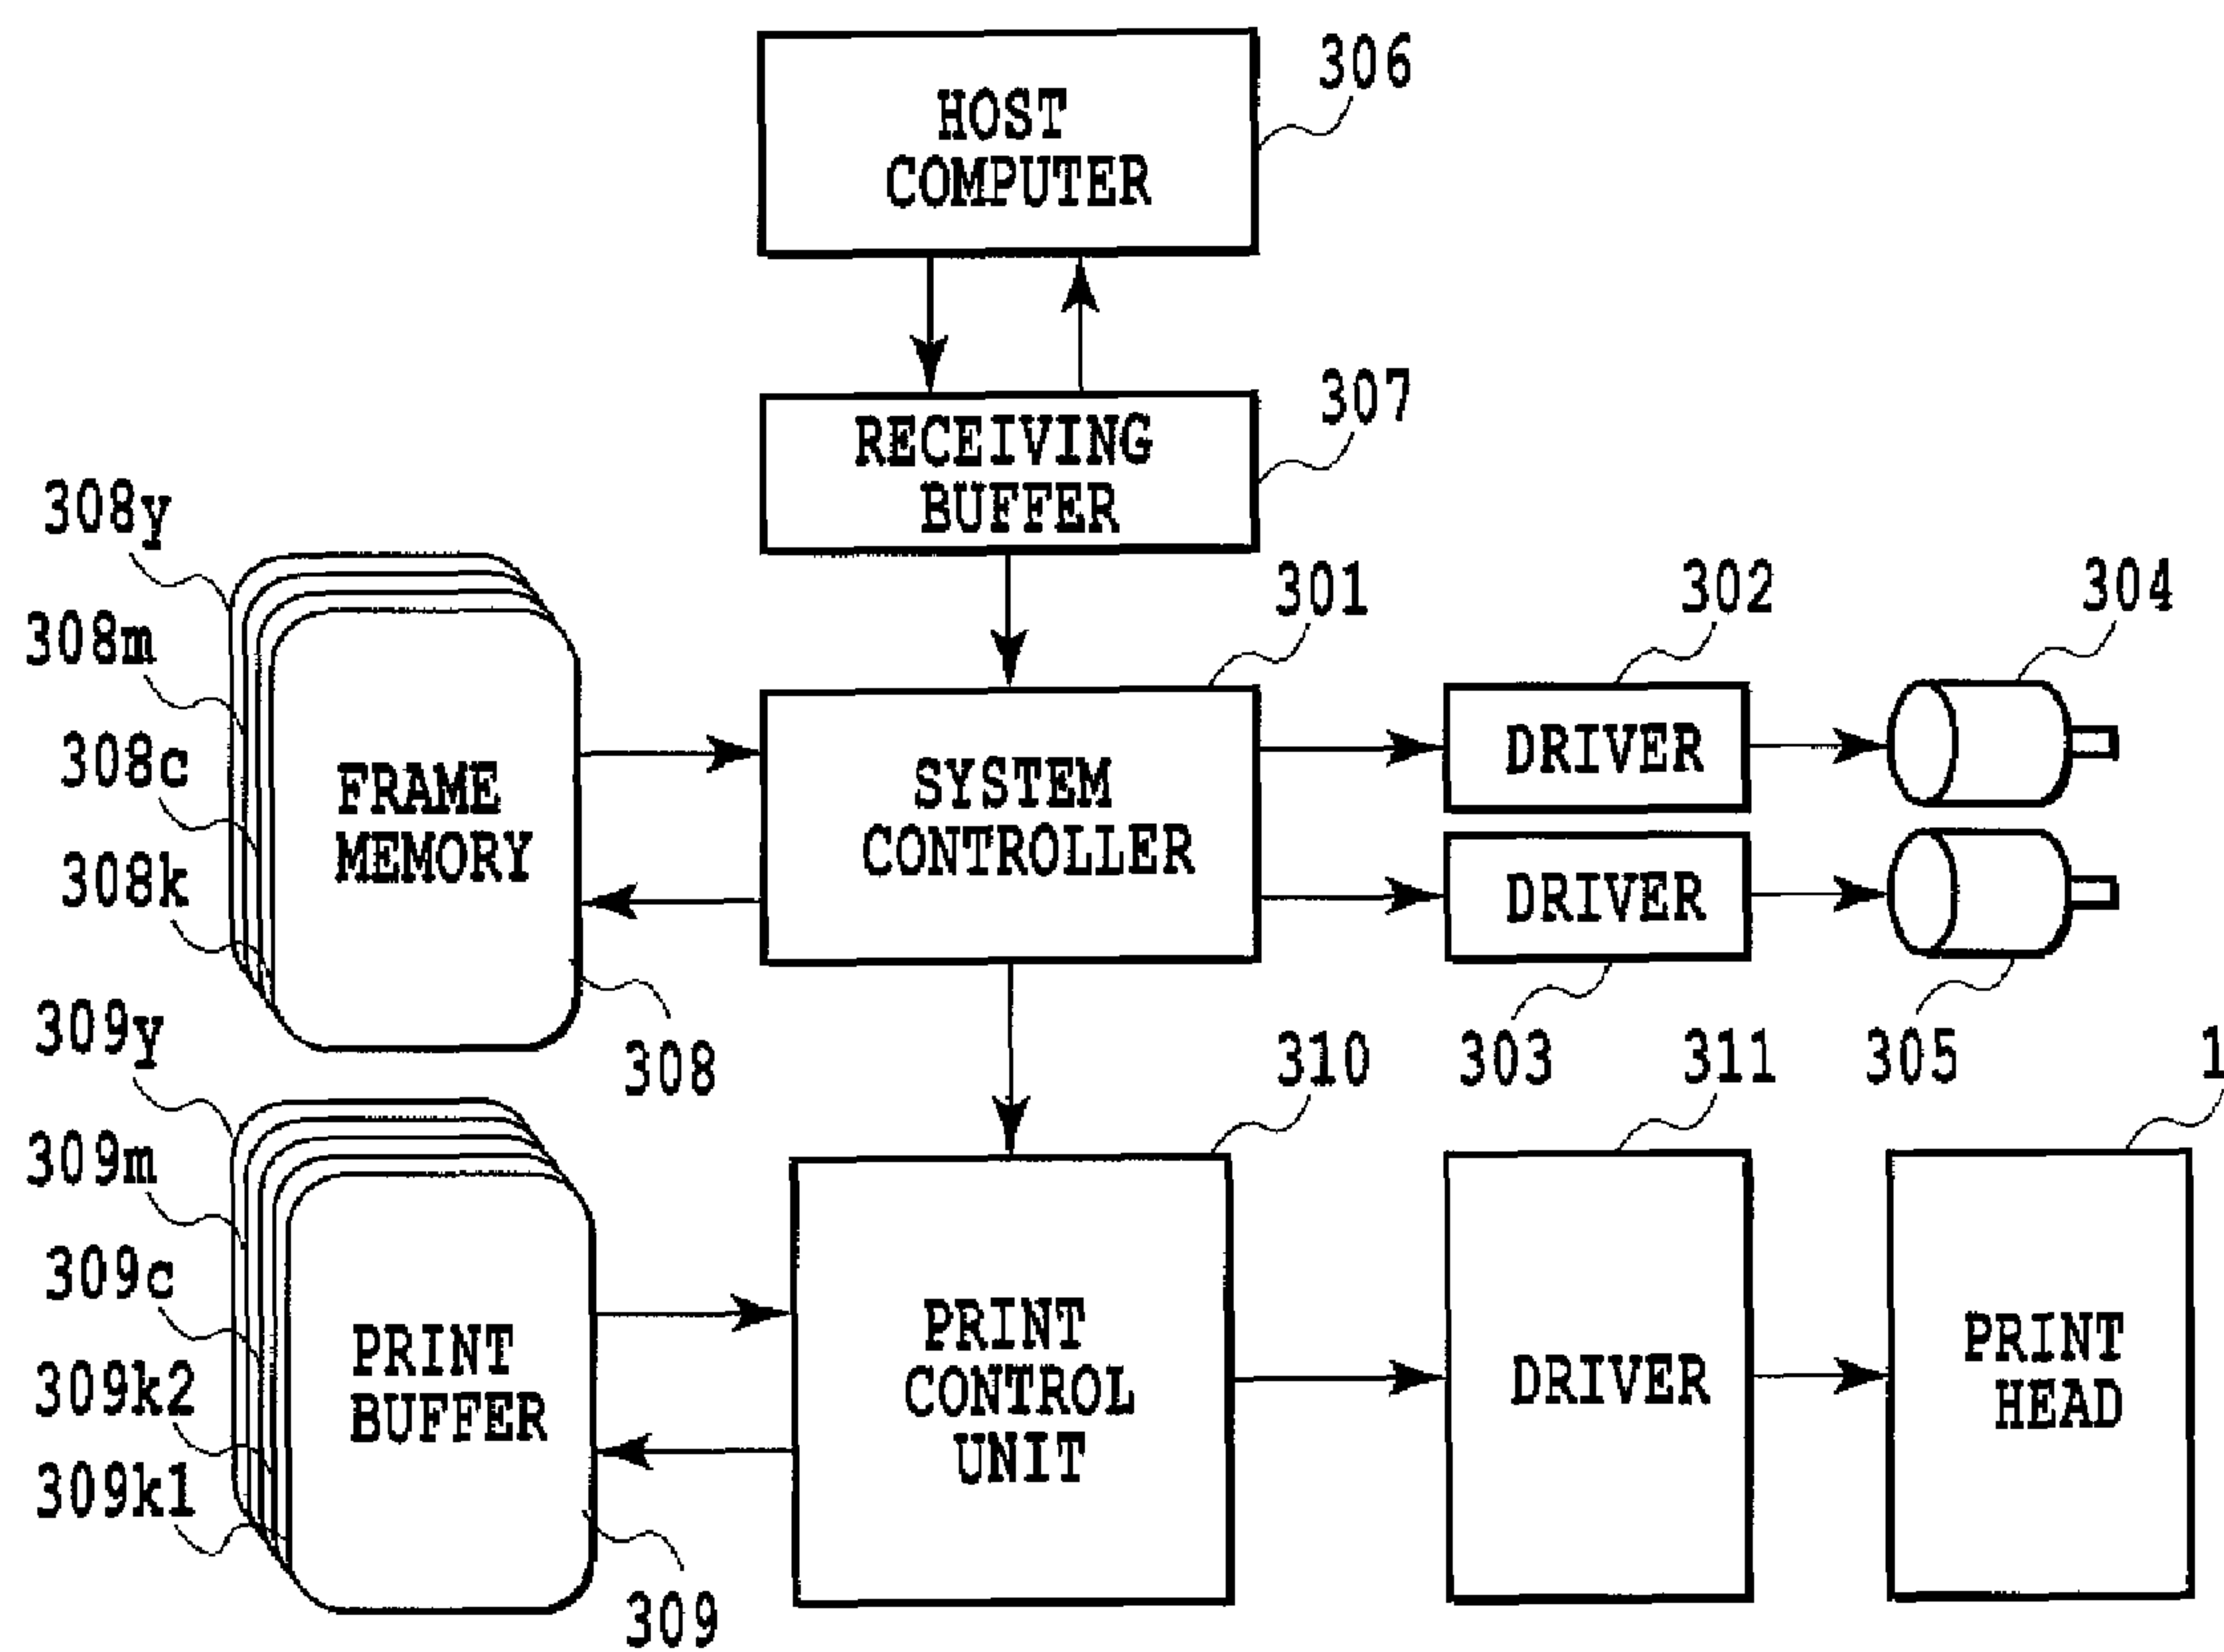 306
HOST
COMPUTER
307
RECEIVING
BUFFER
308y
308m
308c
308k
FRAME
MEMORY
308
301
SYSTEM
CONTROLLER
302
DRIVER
304
DRIVER
303
305
309y
309m
309c
309k2
309k1
PRINT
BUFFER
309
310
PRINT
CONTROL
UNIT
311
DRIVER
1
PRINT
HEAD